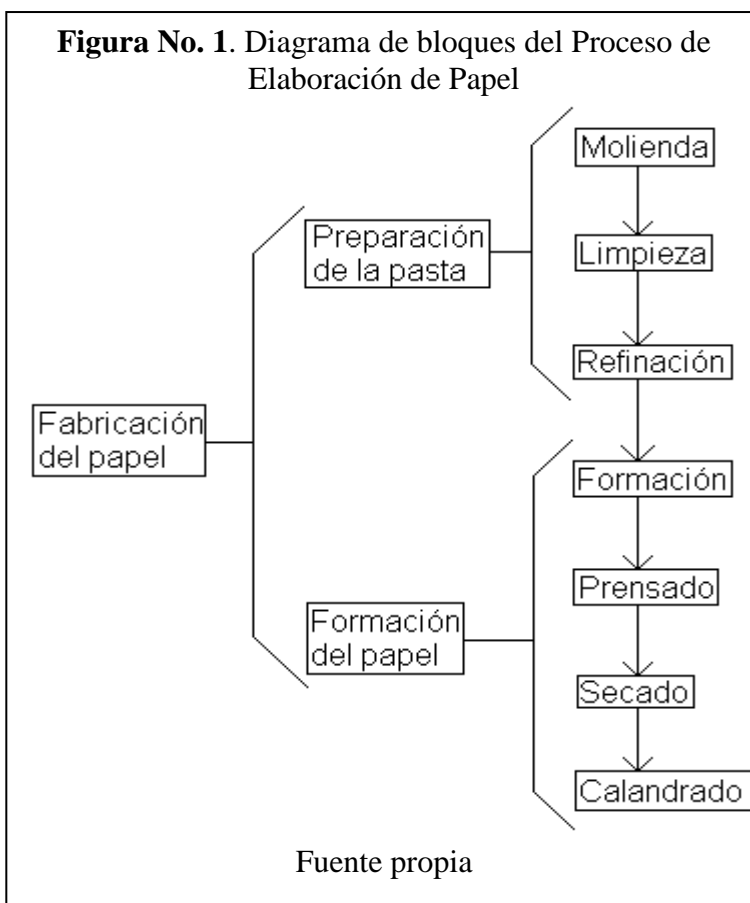 Figura No. 1. Diagrama de bloques del Proceso de
Elaboración de Papel
Fabricación
del papel
Preparación
de la pasta
Molienda
Limpieza
Refinación
Formación
del papel
Formación
Prensado
Secado
Calandrado
Fuente propia